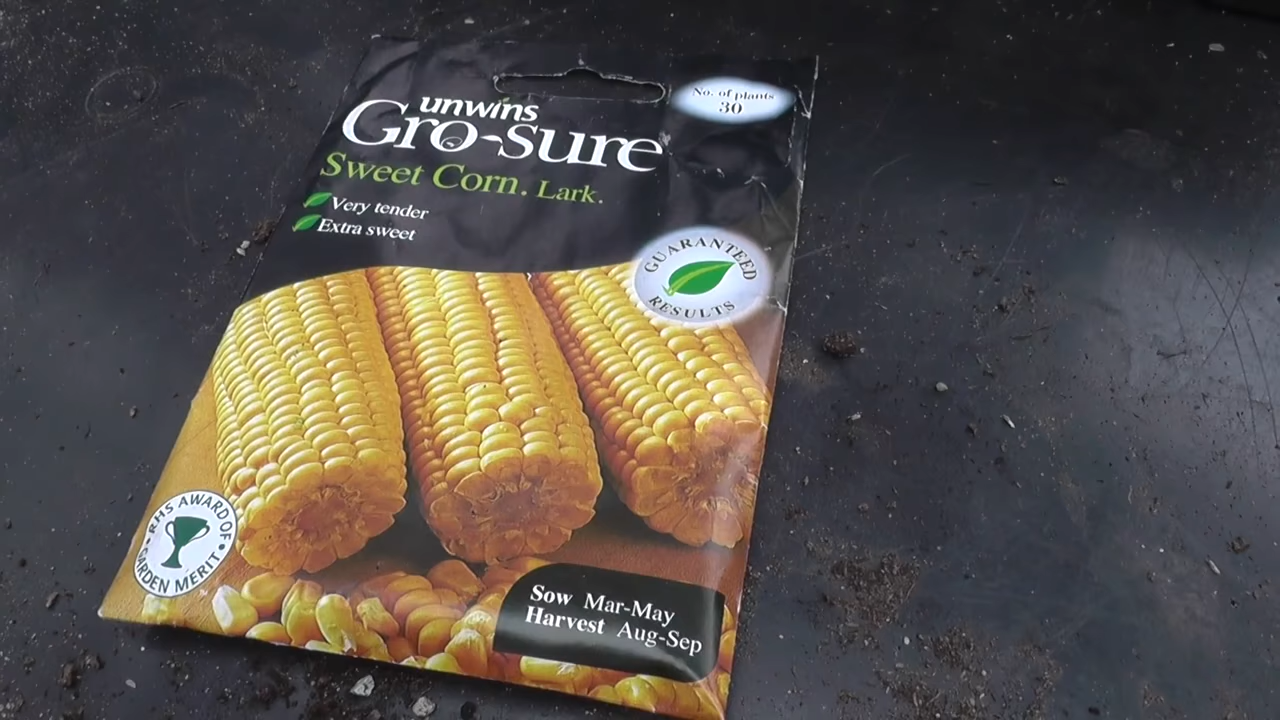 unwins
Gro-sure
Sweet Corn. Lark.
Very tender
Extra sweet
No. of plants
30
GUARANTEED
RESULTS
RHS AWARD OF
GARDEN MERIT
TM
Sow Mar-May
Harvest Aug-Sep